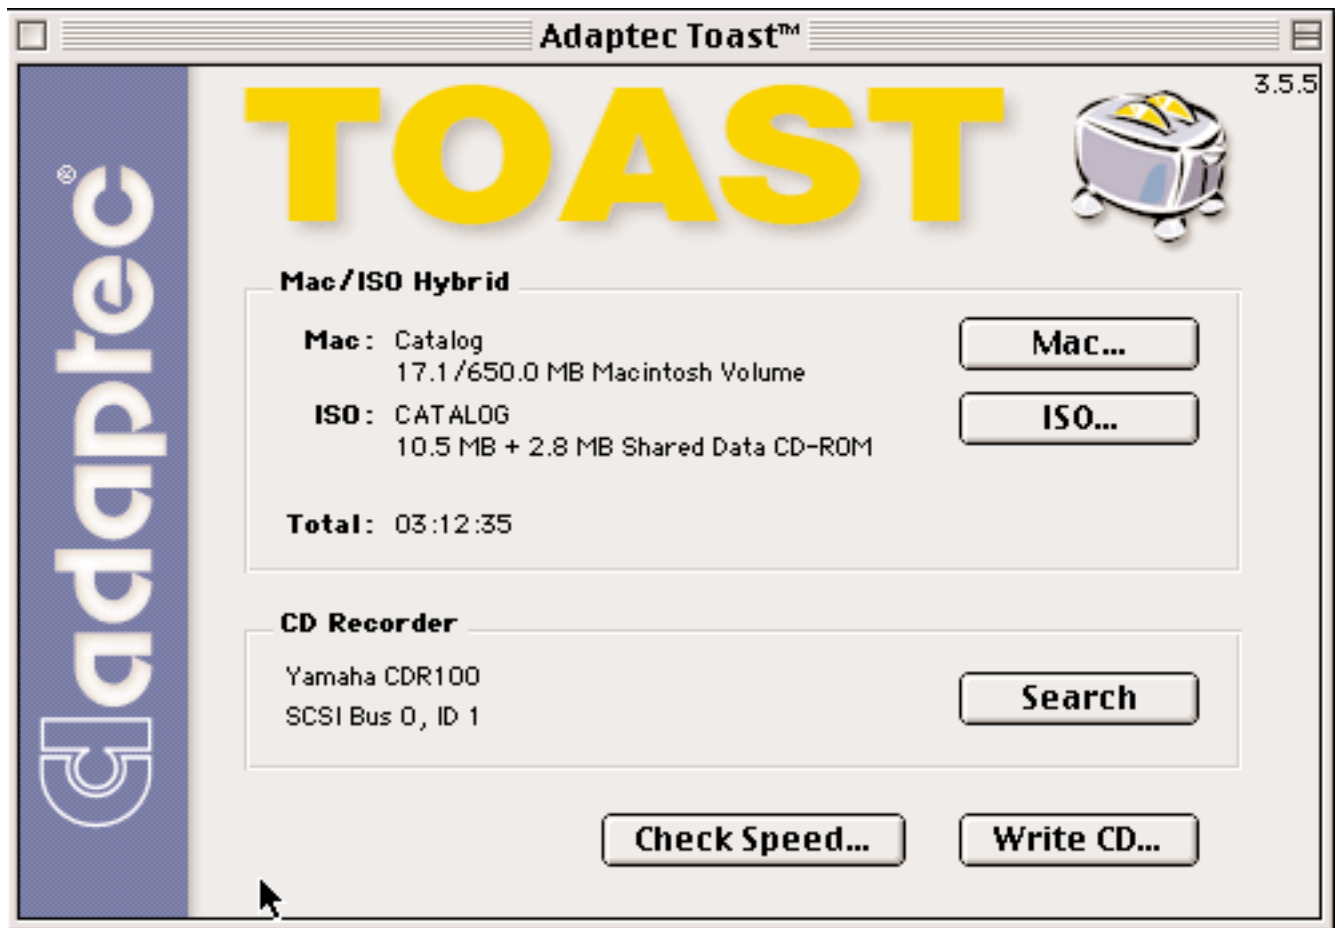 Adaptec Toast™
3.5.5
adaptec®
TOAST
Mac/ISO Hybrid
Mac: Catalog
17.1/650.0 MB Macintosh Volume
Mac...
ISO: CATALOG
10.5 MB + 2.8 MB Shared Data CD-ROM
ISO...
Total: 03:12:35
CD Recorder
Yamaha CDR100
SCSI Bus 0, ID 1
Search
Check Speed...
Write CD...